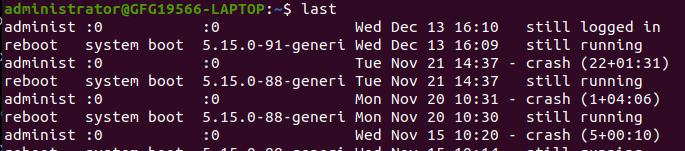 administrator@GFG19566-LAPTOP:~$ last
administ :0           :0               Wed Dec 13 16:10   still logged in
reboot   system boot  5.15.0-91-generi Wed Dec 13 16:09   still running
administ :0           :0               Tue Nov 21 14:37 - crash (22+01:31)
reboot   system boot  5.15.0-88-generi Tue Nov 21 14:37   still running
administ :0           :0               Mon Nov 20 10:31 - crash (1+04:06)
reboot   system boot  5.15.0-88-generi Mon Nov 20 10:30   still running
administ :0           :0               Wed Nov 15 10:20 - crash (5+00:10)